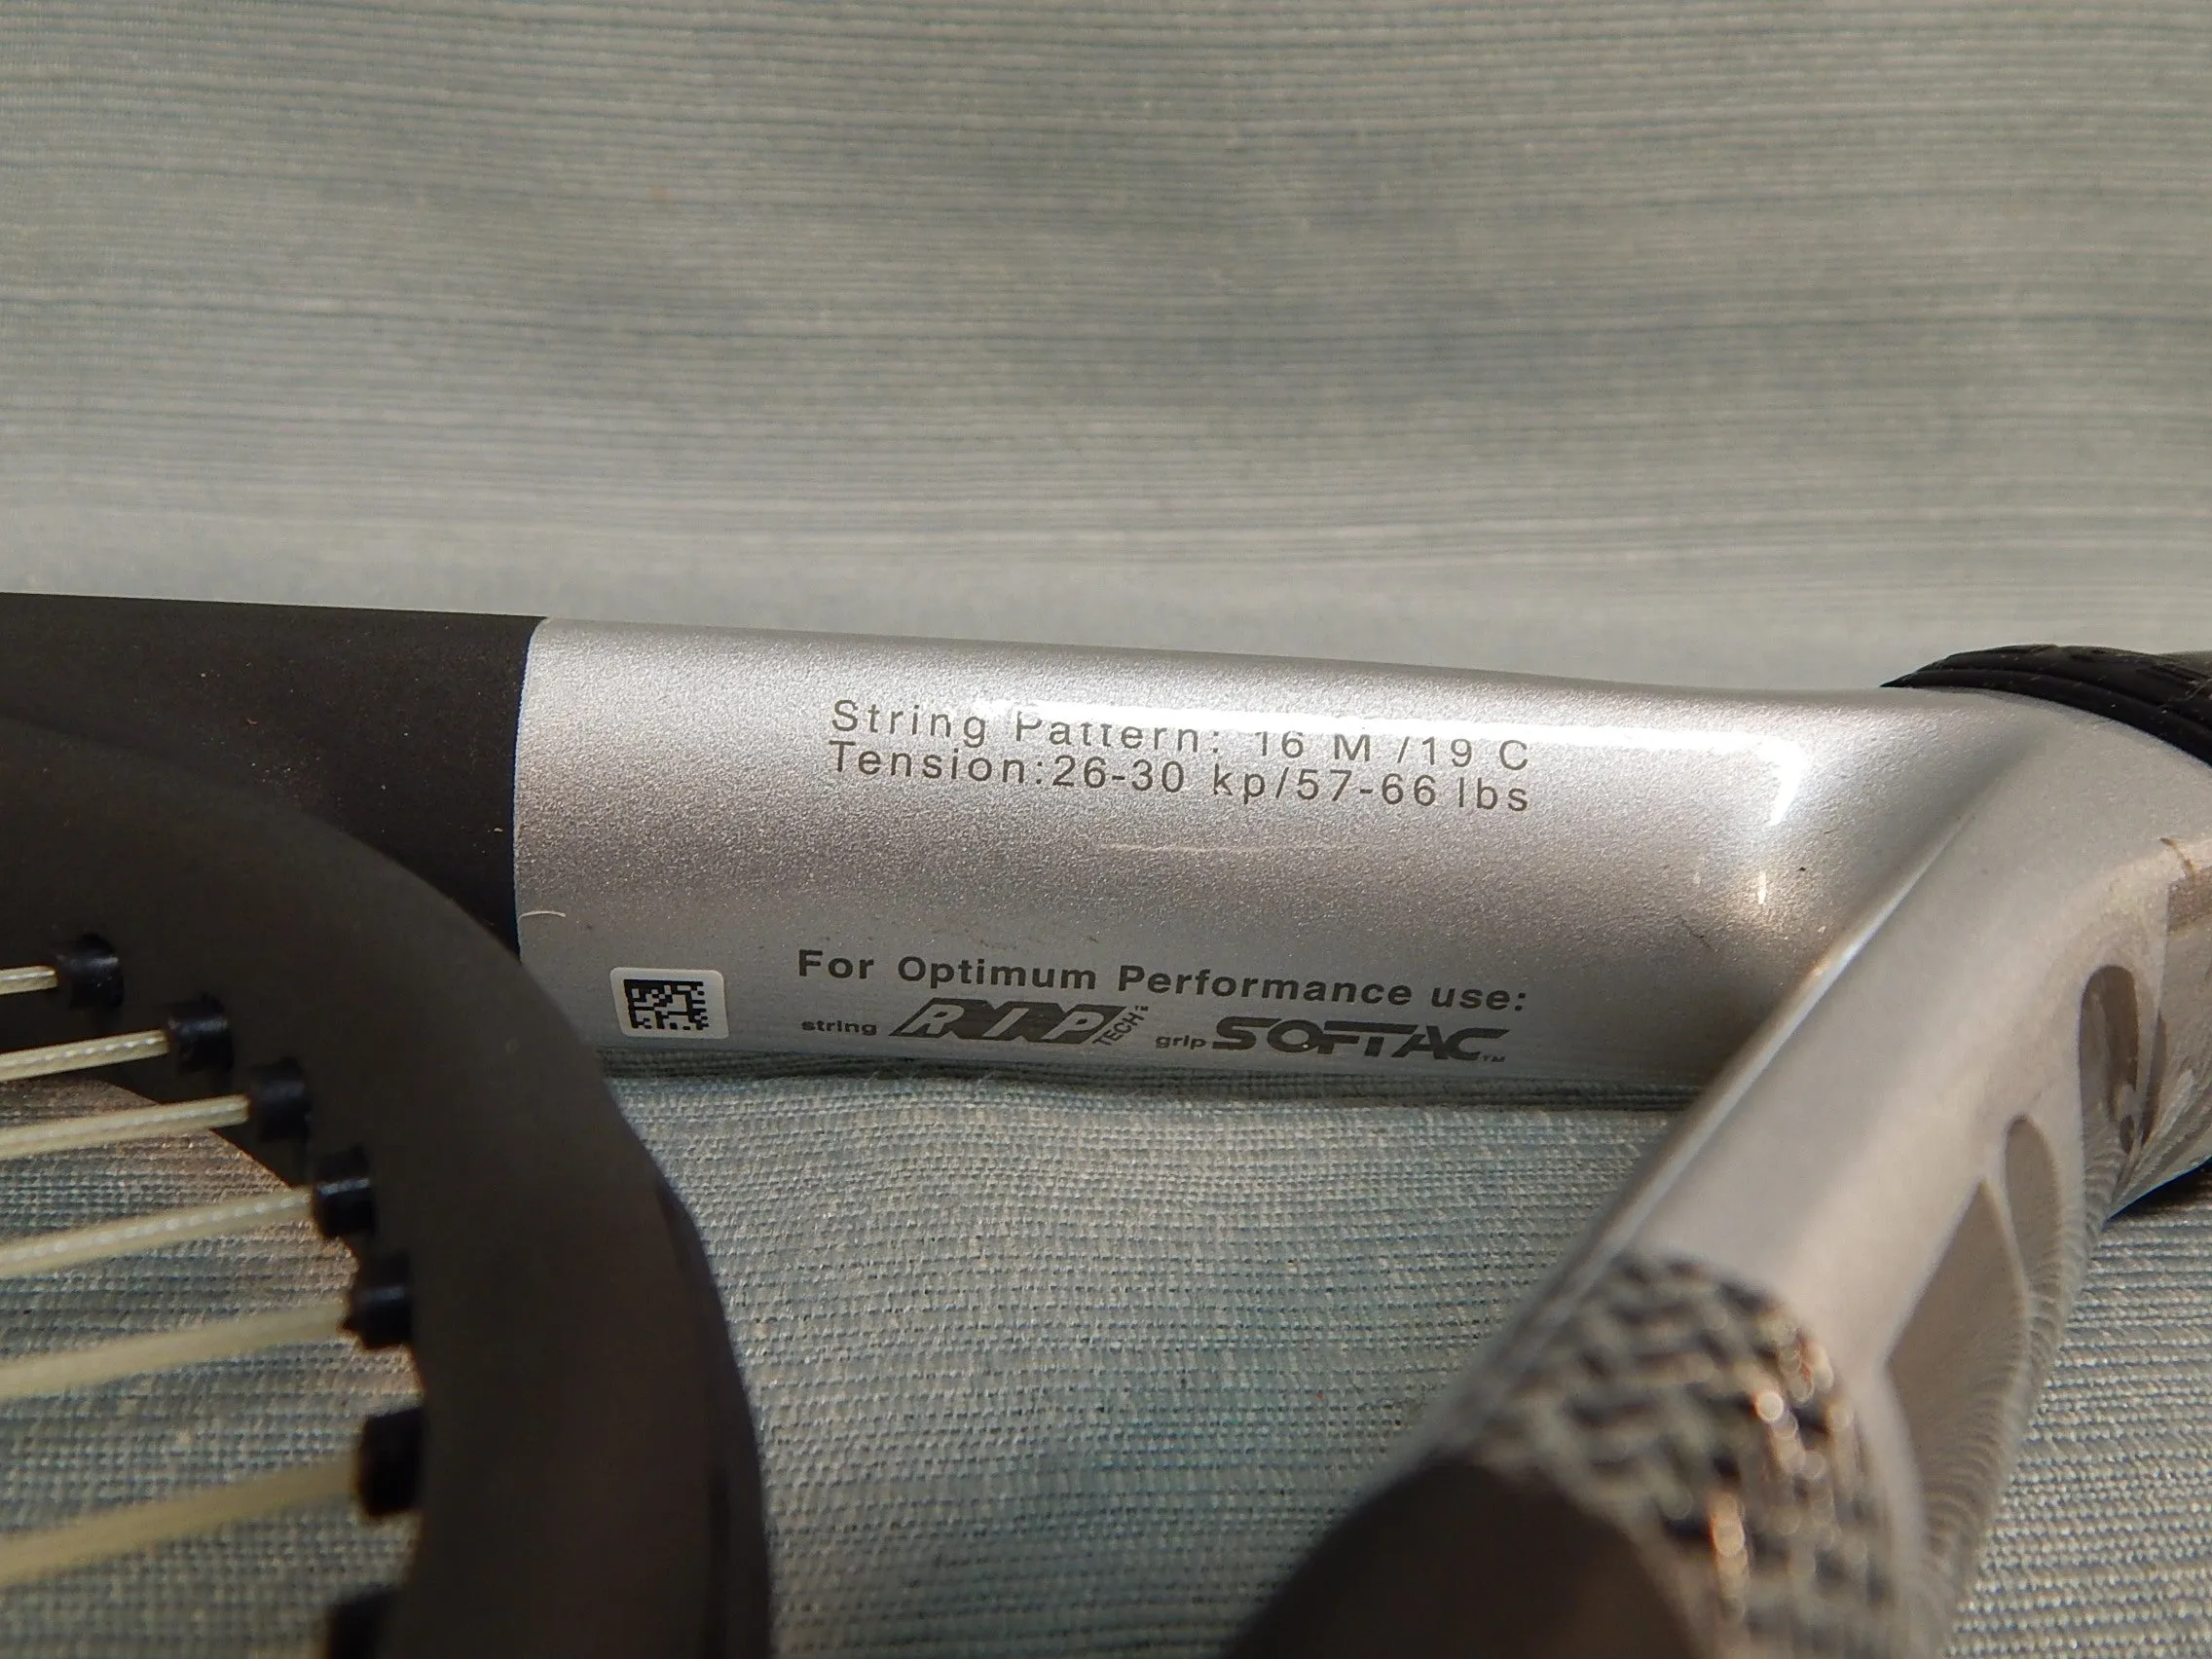 String Pattern: 16 M /19 C
Tension:26-30 kp/57-66 lbs
For Optimum Performance use:
string RIP TECH grip SOFTAC™